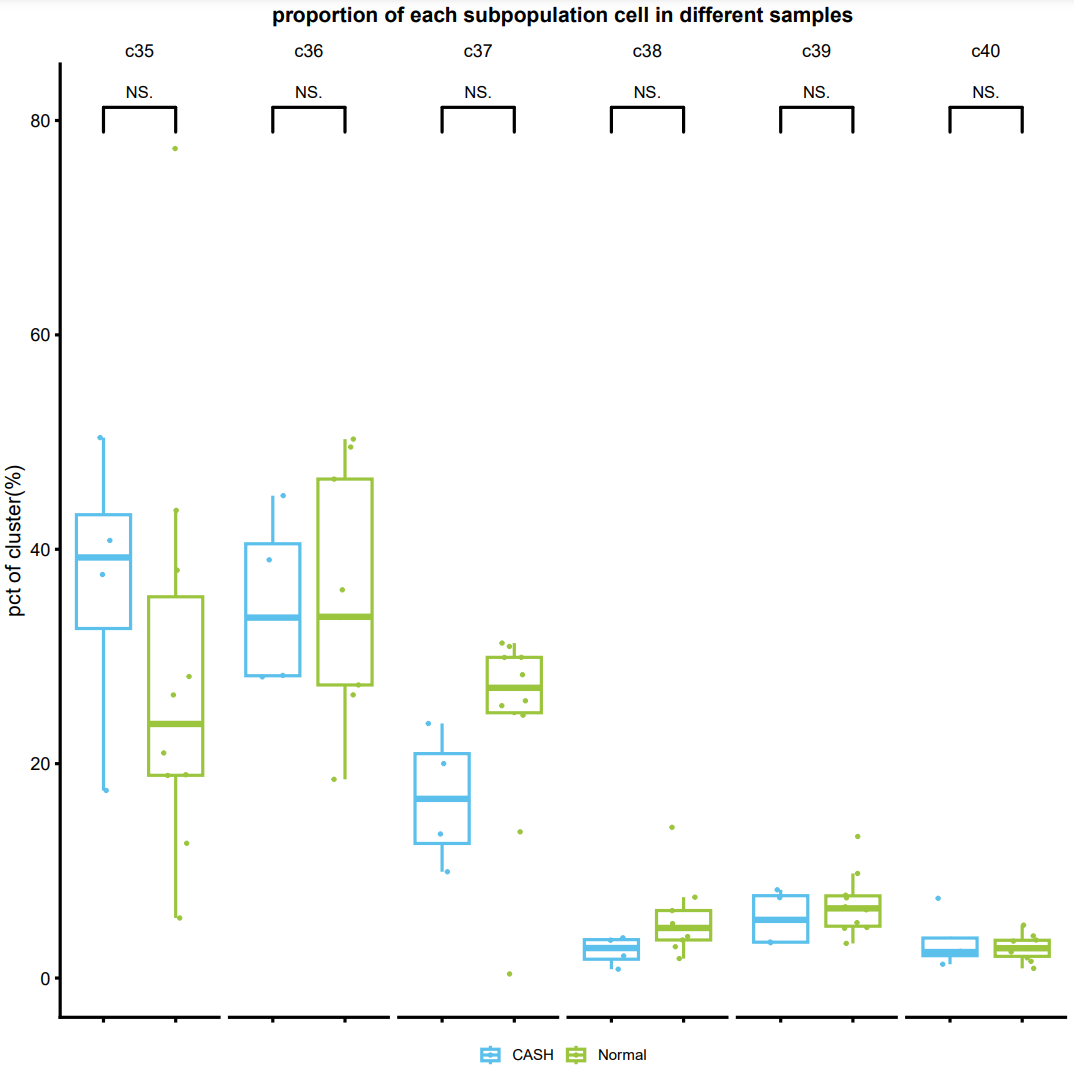 proportion of each subpopulation cell in different samples
c35 c36 c37 c38 c39 c40
NS. NS. NS. NS. NS. NS.
80
60
40
20
0
pct of cluster(%)
CASH Normal